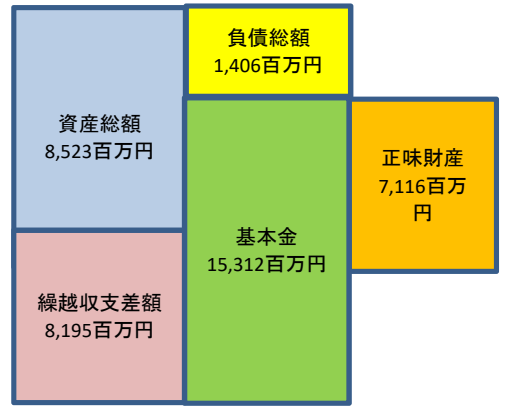 負債総額
1,406百万円
資産総額
8,523百万円
正味財産
7,116百万
円
基本金
15,312百万円
繰越収支差額
8,195百万円